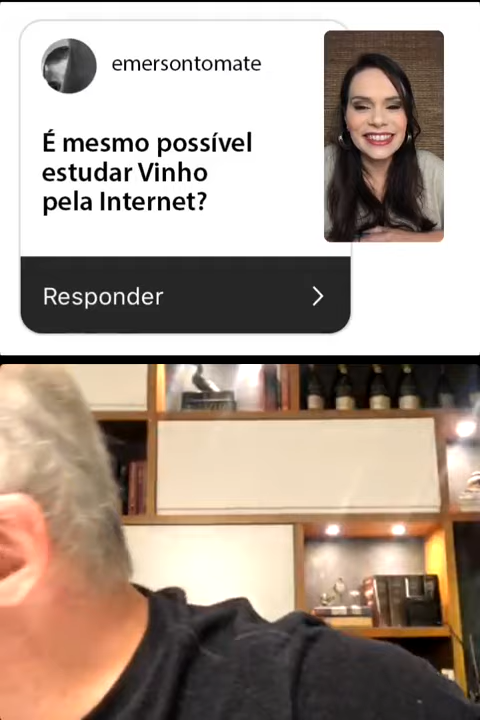 emersontomate
É mesmo possível
estudar Vinho
pela Internet?
Responder